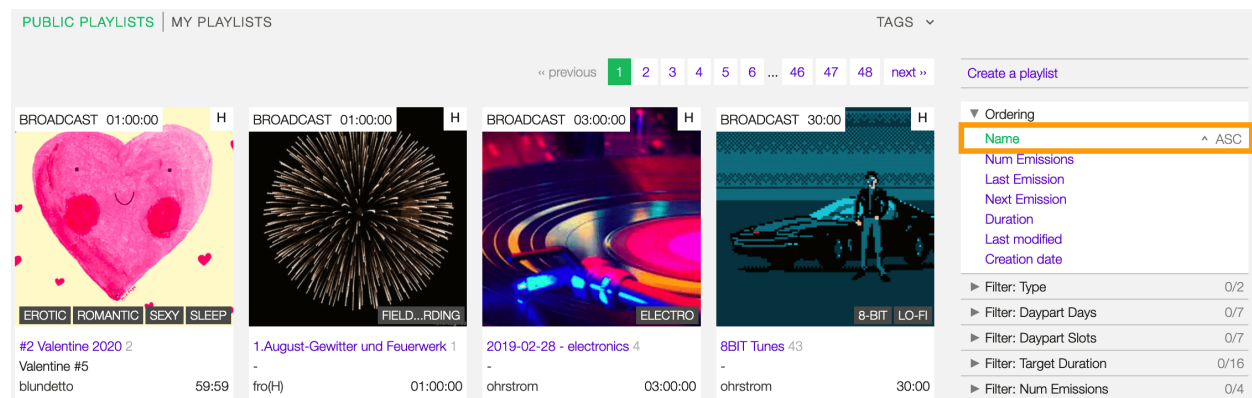 PUBLIC PLAYLISTS | MY PLAYLISTS
TAGS
‹‹ previous 1 2 3 4 5 6 ... 46 47 48 next ››
BROADCAST 01:00:00 H
EROTIC ROMANTIC SEXY SLEEP
#2 Valentine 2020 2
Valentine #5
blundetto 59:59
BROADCAST 01:00:00 H
FIELD...RDING
1.August-Gewitter und Feuerwerk 1
-
fro(H) 01:00:00
BROADCAST 03:00:00 H
ELECTRO
2019-02-28 - electronics 4
-
ohrstrom 03:00:00
BROADCAST 30:00 H
8-BIT LO-FI
8BIT Tunes 43
-
ohrstrom 30:00
Create a playlist
▼ Ordering
Name ^ ASC
Num Emissions
Last Emission
Next Emission
Duration
Last modified
Creation date
▶ Filter: Type 0/2
▶ Filter: Daypart Days 0/7
▶ Filter: Daypart Slots 0/7
▶ Filter: Target Duration 0/16
▶ Filter: Num Emissions 0/4